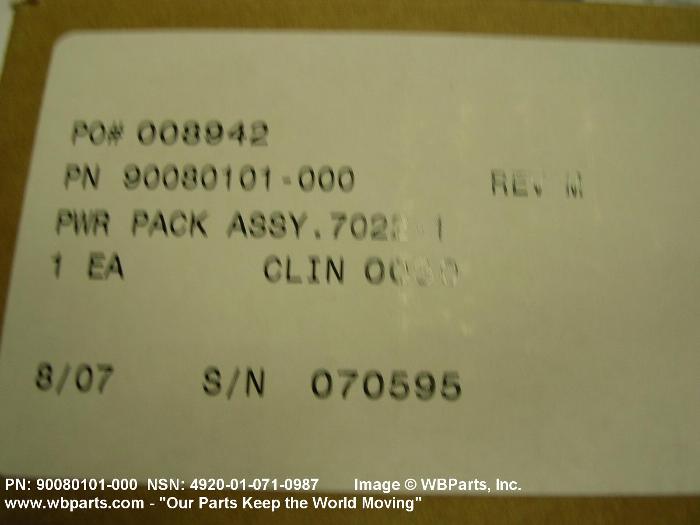 PO# 008942
PN 90080101-000 REV M
PWR PACK ASSY.
1 EA CLIN
8/07 S/N 070595
PN: 90080101-000 NSN: 4920-01-071-0987 Image © WBParts, Inc.
www.wbparts.com - "Our Parts Keep the World Moving"